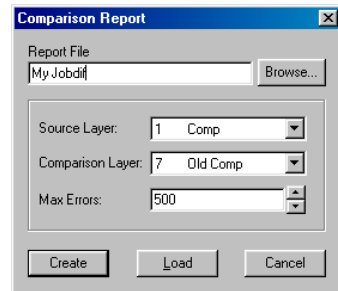 Comparison Report
Report File
My Jobdif
Browse...
Source Layer: 1 Comp
Comparison Layer: 7 Old Comp
Max Errors: 500
Create Load Cancel